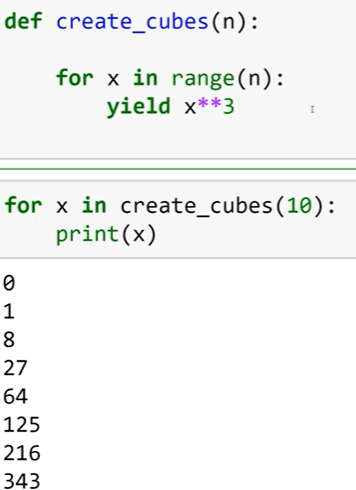 def create_cubes(n):
    for x in range(n):
        yield x**3
for x in create_cubes(10):
    print(x)
0
1
8
27
64
125
216
343